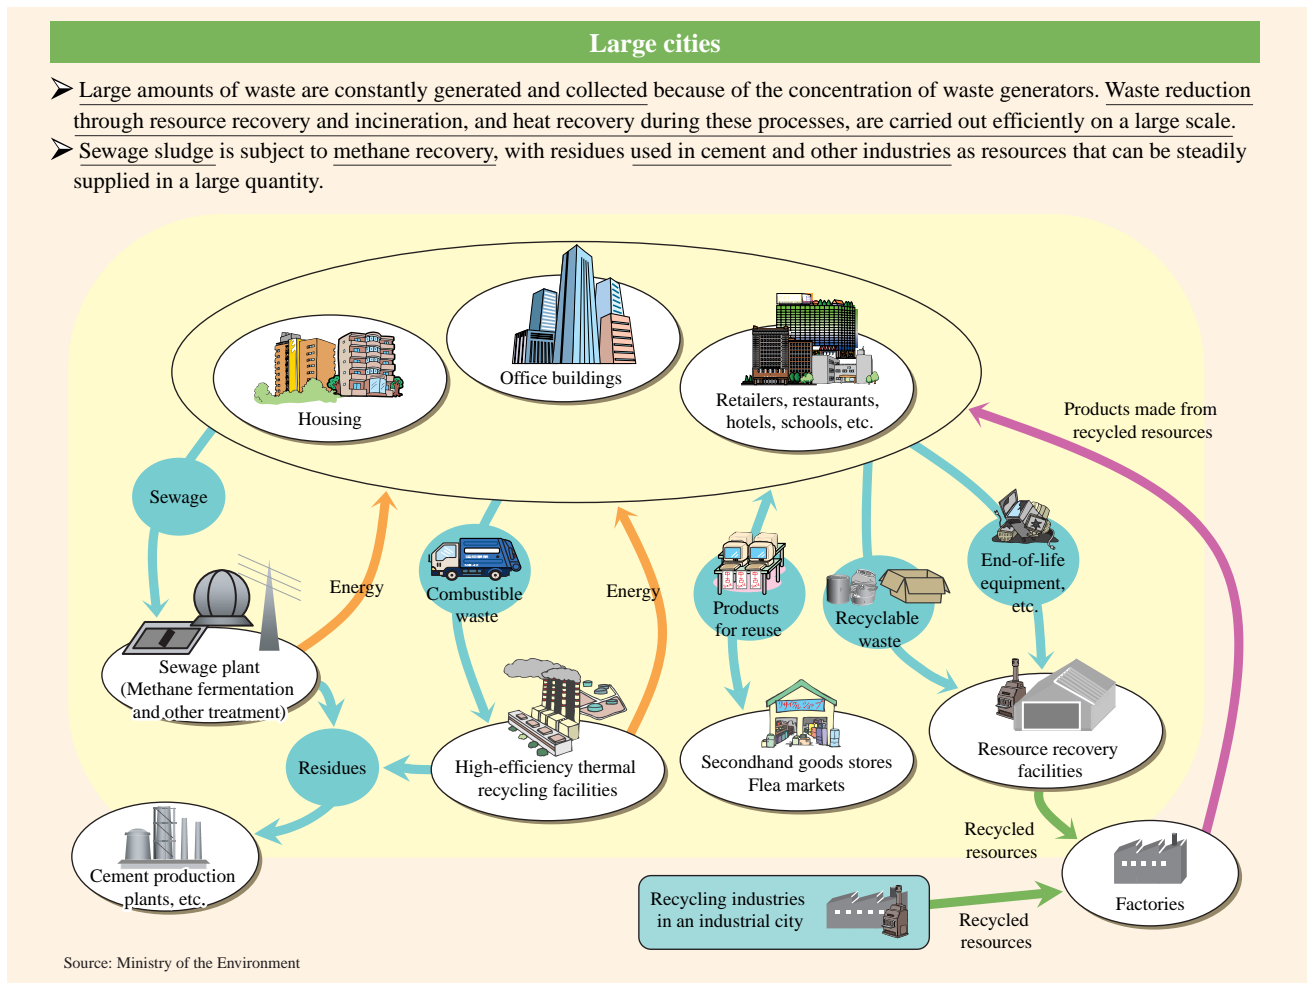 Large cities
Large amounts of waste are constantly generated and collected because of the concentration of waste generators. Waste reduction
through resource recovery and incineration, and heat recovery during these processes, are carried out efficiently on a large scale.
Sewage sludge is subject to methane recovery, with residues used in cement and other industries as resources that can be steadily
supplied in a large quantity.
Housing
Office buildings
Retailers, restaurants,
hotels, schools, etc.
Products made from
recycled resources
Sewage
Energy
Combustible
waste
Energy
Products
for reuse
Recyclable
waste
End-of-life
equipment,
etc.
Sewage plant
(Methane fermentation
and other treatment)
Residues
High-efficiency thermal
recycling facilities
Secondhand goods stores
Flea markets
Resource recovery
facilities
Cement production
plants, etc.
Recycled
resources
Factories
Recycling industries
in an industrial city
Recycled
resources
Source: Ministry of the Environment